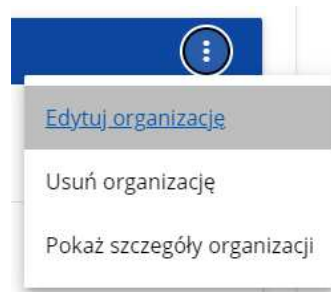 Edytuj organizację
Usuń organizację
Pokaż szczegóły organizacji